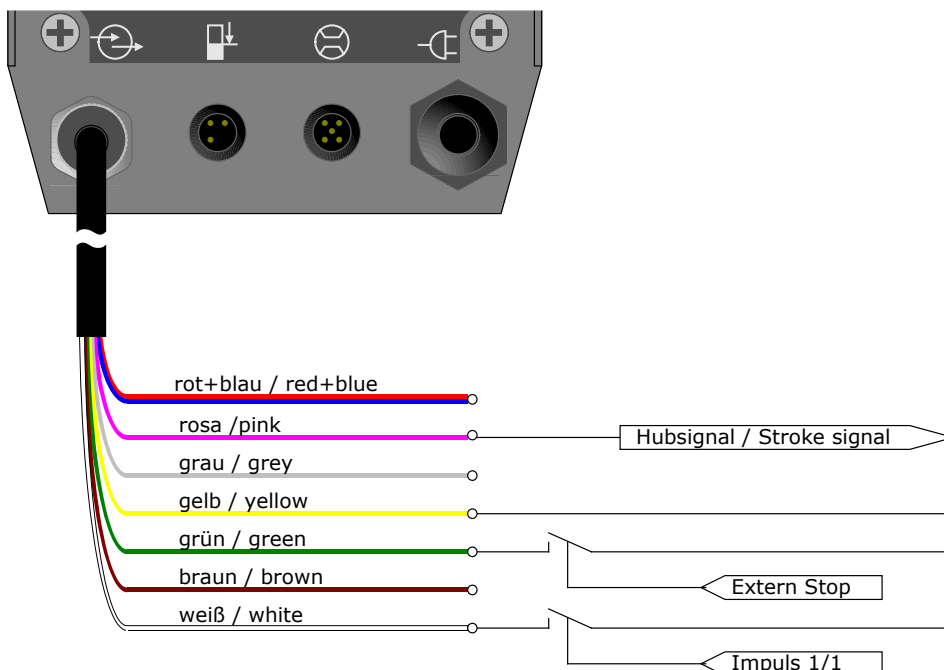 rot+blau / red+blue
rosa /pink
Hubsignal / Stroke signal
grau / grey
gelb / yellow
grün / green
braun / brown
Extern Stop
weiß / white
Impuls 1/1